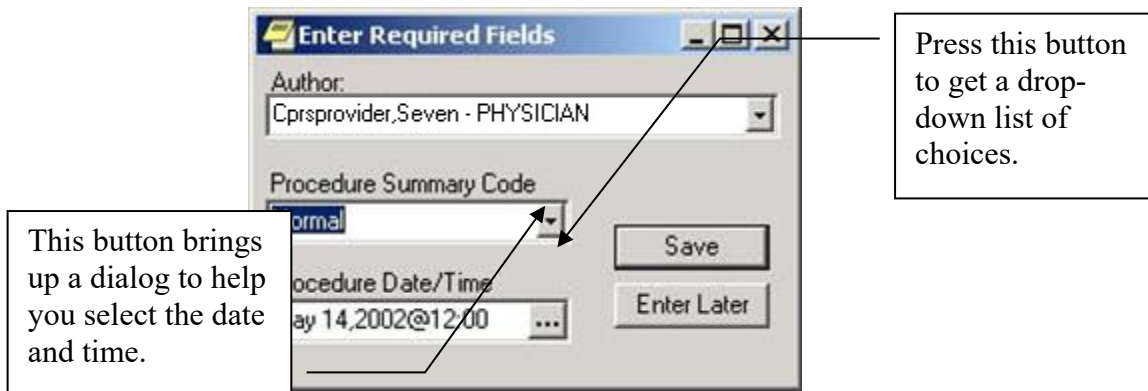 Enter Required Fields
Author:
Cprsprovider,Seven - PHYSICIAN
Procedure Summary Code
ormal
Save
ocedure Date/Time
ay 14,2002@12:00 ...
Enter Later
Press this button
to get a drop-
down list of
choices.
This button brings
up a dialog to help
you select the date
and time.